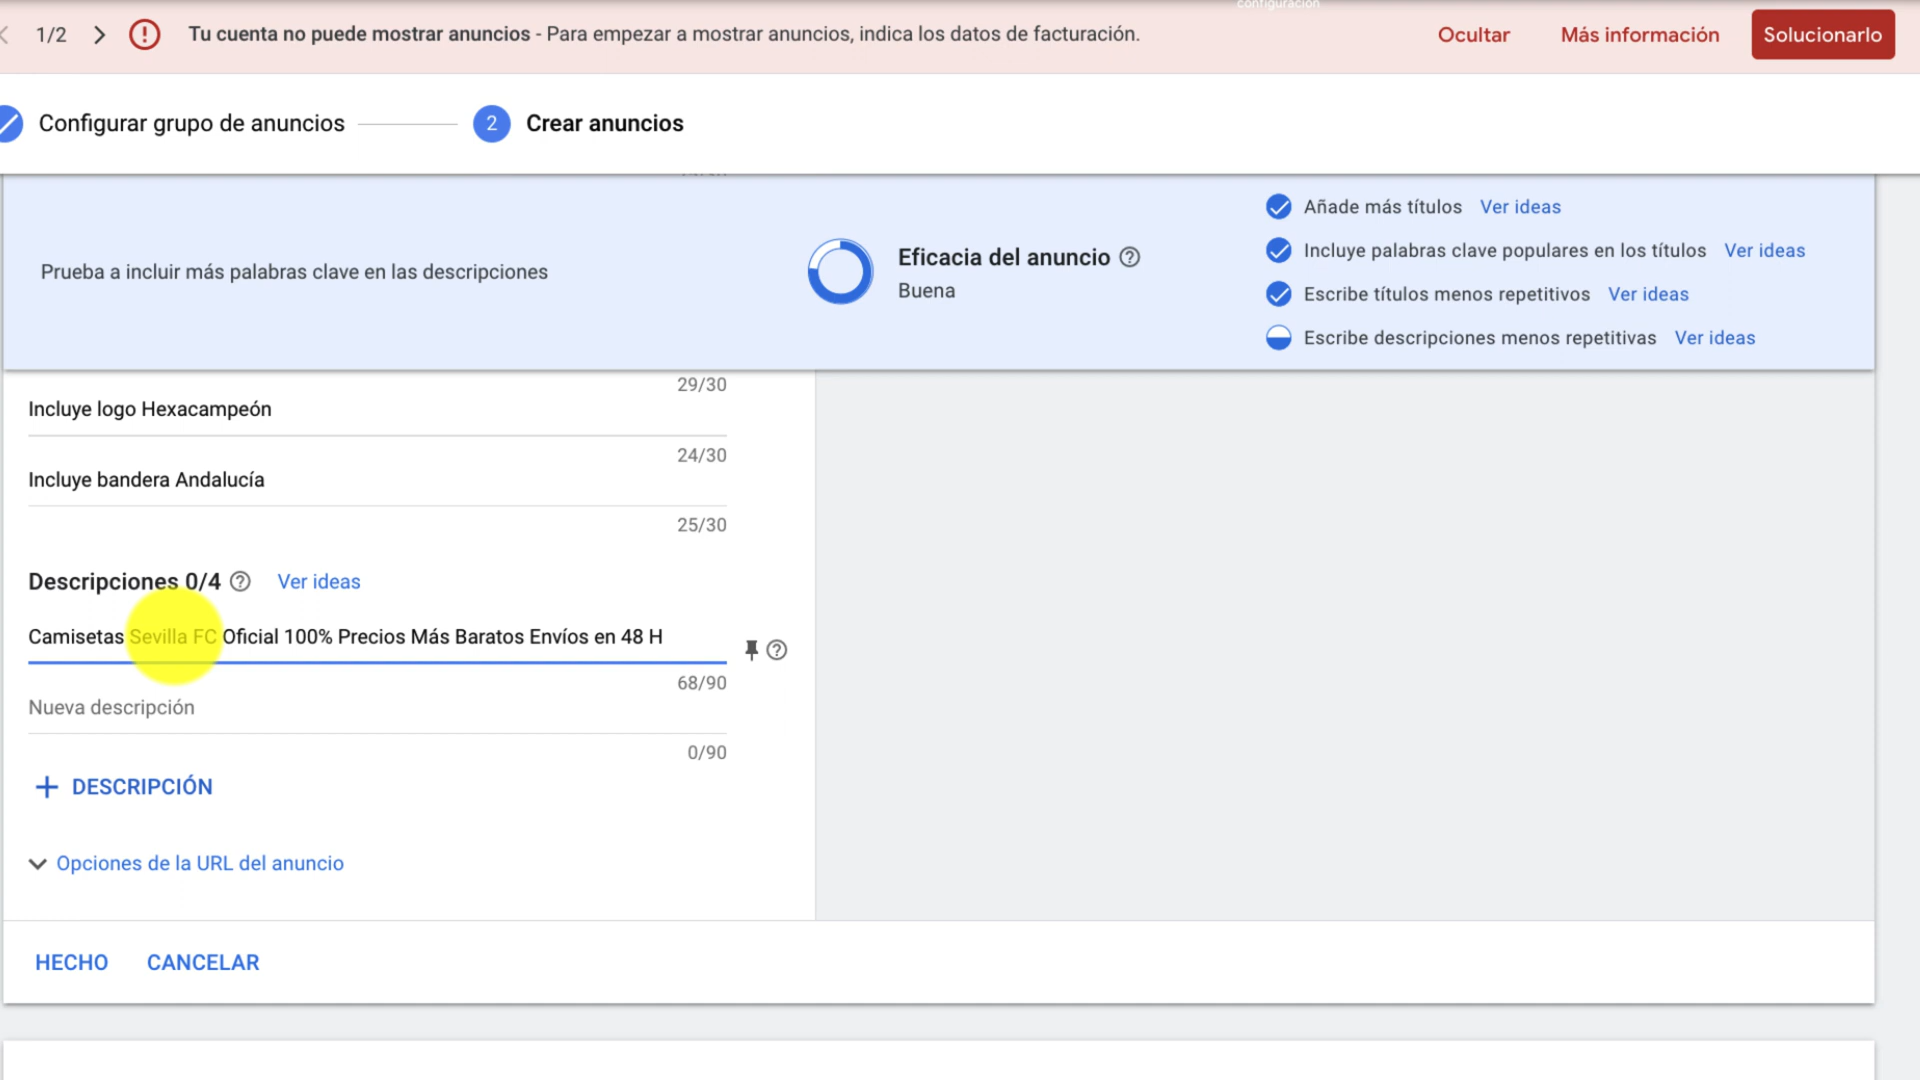 configuración
1/2
Tu cuenta no puede mostrar anuncios - Para empezar a mostrar anuncios, indica los datos de facturación.
Ocultar
Más información
Solucionarlo
Configurar grupo de anuncios
2
Crear anuncios
Prueba a incluir más palabras clave en las descripciones
Eficacia del anuncio
Buena
Añade más títulos Ver ideas
Incluye palabras clave populares en los títulos Ver ideas
Escribe títulos menos repetitivos Ver ideas
Escribe descripciones menos repetitivas Ver ideas
29/30
Incluye logo Hexacampeón
24/30
Incluye bandera Andalucía
25/30
Descripciones 0/4 Ver ideas
Camisetas Sevilla FC Oficial 100% Precios Más Baratos Envíos en 48 H
68/90
Nueva descripción
0/90
DESCRIPCIÓN
Opciones de la URL del anuncio
HECHO
CANCELAR